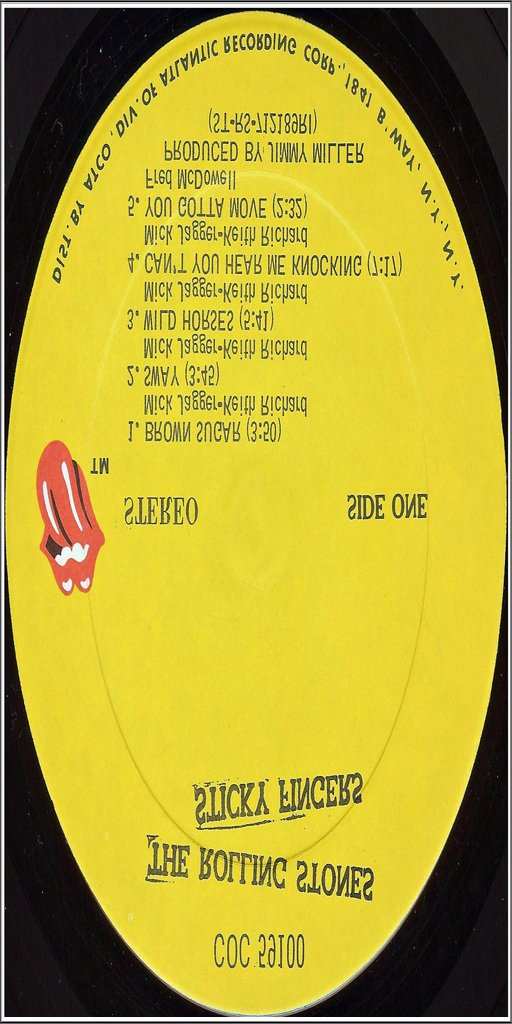 COC 59100
THE ROLLING STONES
STICKY FINGERS
STEREO
SIDE ONE
TM
1. BROWN SUGAR (3:50)
Mick Jagger-Keith Richard
2. SWAY (3:45)
Mick Jagger-Keith Richard
3. WILD HORSES (5:41)
Mick Jagger-Keith Richard
4. CAN'T YOU HEAR ME KNOCKING (7:17)
Mick Jagger-Keith Richard
5. YOU GOTTA MOVE (2:32)
Fred McDowell
PRODUCED BY JIMMY MILLER
(ST-RS-712189RI)
DIST. BY ATCO, DIV. OF ATLANTIC RECORDING CORP., 1841 B'WAY, N.Y., N.Y.